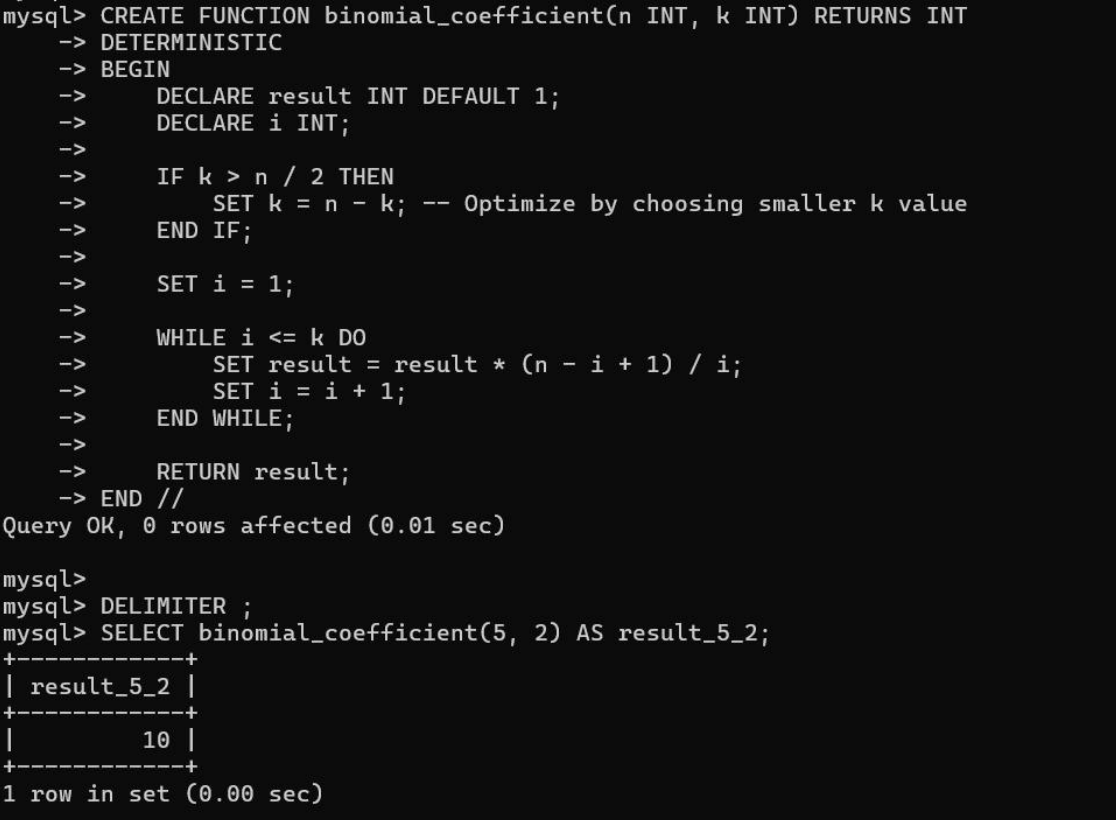 mysql> CREATE FUNCTION binomial_coefficient(n INT, k INT) RETURNS INT
    -> DETERMINISTIC
    -> BEGIN
    ->     DECLARE result INT DEFAULT 1;
    ->     DECLARE i INT;
    ->
    ->     IF k > n / 2 THEN
    ->         SET k = n - k; -- Optimize by choosing smaller k value
    ->     END IF;
    ->
    ->     SET i = 1;
    ->
    ->     WHILE i <= k DO
    ->         SET result = result * (n - i + 1) / i;
    ->         SET i = i + 1;
    ->     END WHILE;
    ->
    ->     RETURN result;
    -> END //
Query OK, 0 rows affected (0.01 sec)

mysql>
mysql> DELIMITER ;
mysql> SELECT binomial_coefficient(5, 2) AS result_5_2;
+------------+
| result_5_2 |
+------------+
|         10 |
+------------+
1 row in set (0.00 sec)